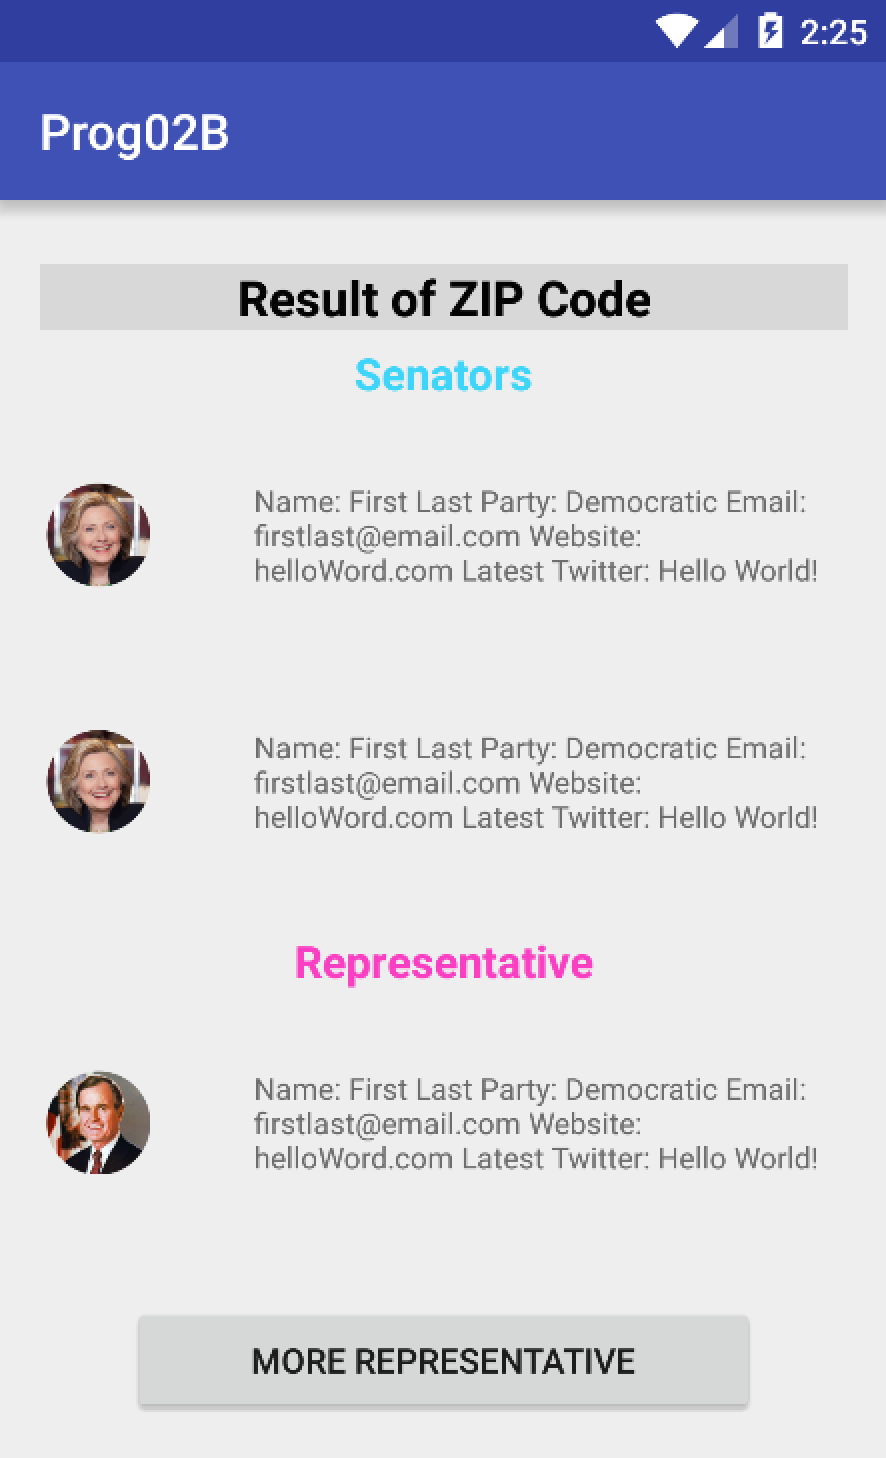 2:25
Prog02B
Result of ZIP Code
Senators
Name: First Last Party: Democratic Email:
firstlast@email.com Website:
helloWord.com Latest Twitter: Hello World!
Name: First Last Party: Democratic Email:
firstlast@email.com Website:
helloWord.com Latest Twitter: Hello World!
Representative
Name: First Last Party: Democratic Email:
firstlast@email.com Website:
helloWord.com Latest Twitter: Hello World!
MORE REPRESENTATIVE